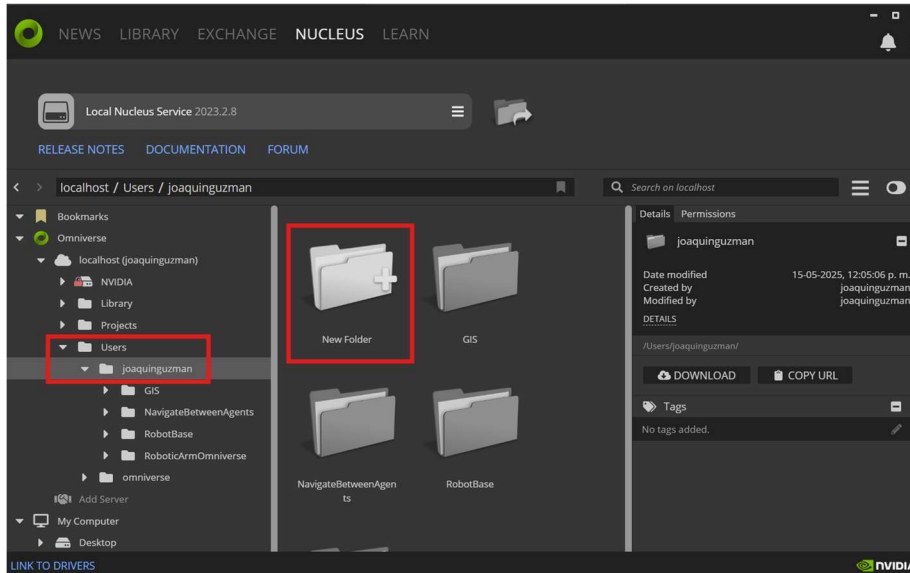 NEWS LIBRARY EXCHANGE NUCLEUS LEARN
Local Nucleus Service 2023.2.8
RELEASE NOTES DOCUMENTATION FORUM
localhost / Users / joaquinguzman
Search on localhost
Bookmarks
Omniverse
localhost (joaquinguzman)
NVIDIA
Library
Projects
Users
joaquinguzman
GIS
NavigateBetweenAgents
RobotBase
RoboticArmOmniverse
omniverse
Add Server
My Computer
Desktop
New Folder
GIS
NavigateBetweenAgen
ts
RobotBase
Details Permissions
joaquinguzman
Date modified 15-05-2025, 12:05:06 p. m.
Created by joaquinguzman
Modified by joaquinguzman
DETAILS
/Users/joaquinguzman/
DOWNLOAD COPY URL
Tags
No tags added.
LINK TO DRIVERS
NVIDIA